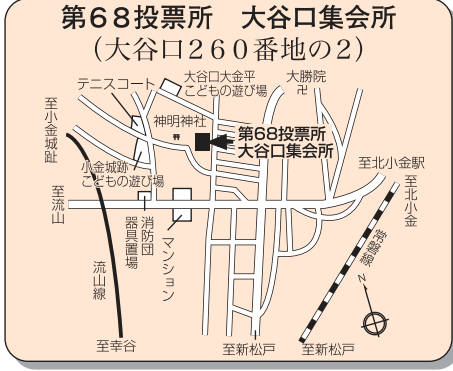 第６８投票所　大谷口集会所
（大谷口２６０番地の２）
テニスコート
大谷口大金平
こどもの遊び場
大勝院
卍
至小金城趾
神明神社
第68投票所
大谷口集会所
小金城跡
こどもの遊び場
至北小金駅
至流山
至北小金
消防団
器具置場
マンション
流山線
常磐線
N
至幸谷
至新松戸
至新松戸